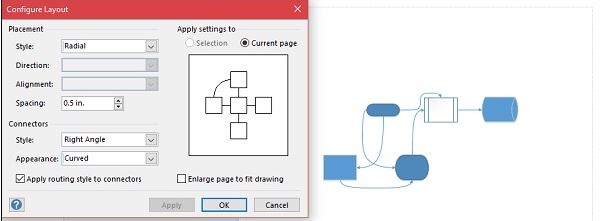 Configure Layout
Placement
Apply settings to
Style: Radial
Selection Current page
Direction:
Alignment:
Spacing: 0.5 in.
Connectors
Style: Right Angle
Appearance: Curved
Apply routing style to connectors Enlarge page to fit drawing
? Apply OK Cancel